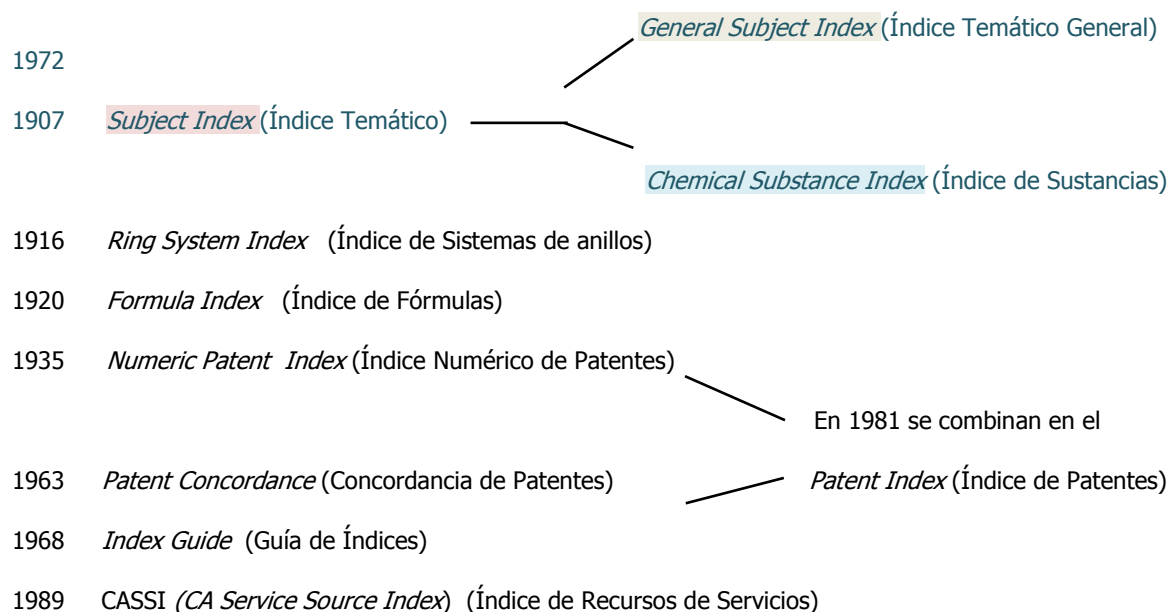 General Subject Index (Índice Temático General)
1972
1907 Subject Index (Índice Temático)
Chemical Substance Index (Índice de Sustancias)
1916 Ring System Index (Índice de Sistemas de anillos)
1920 Formula Index (Índice de Fórmulas)
1935 Numeric Patent Index (Índice Numérico de Patentes)
En 1981 se combinan en el
1963 Patent Concordance (Concordancia de Patentes) Patent Index (Índice de Patentes)
1968 Index Guide (Guía de Índices)
1989 CASSI (CA Service Source Index) (Índice de Recursos de Servicios)